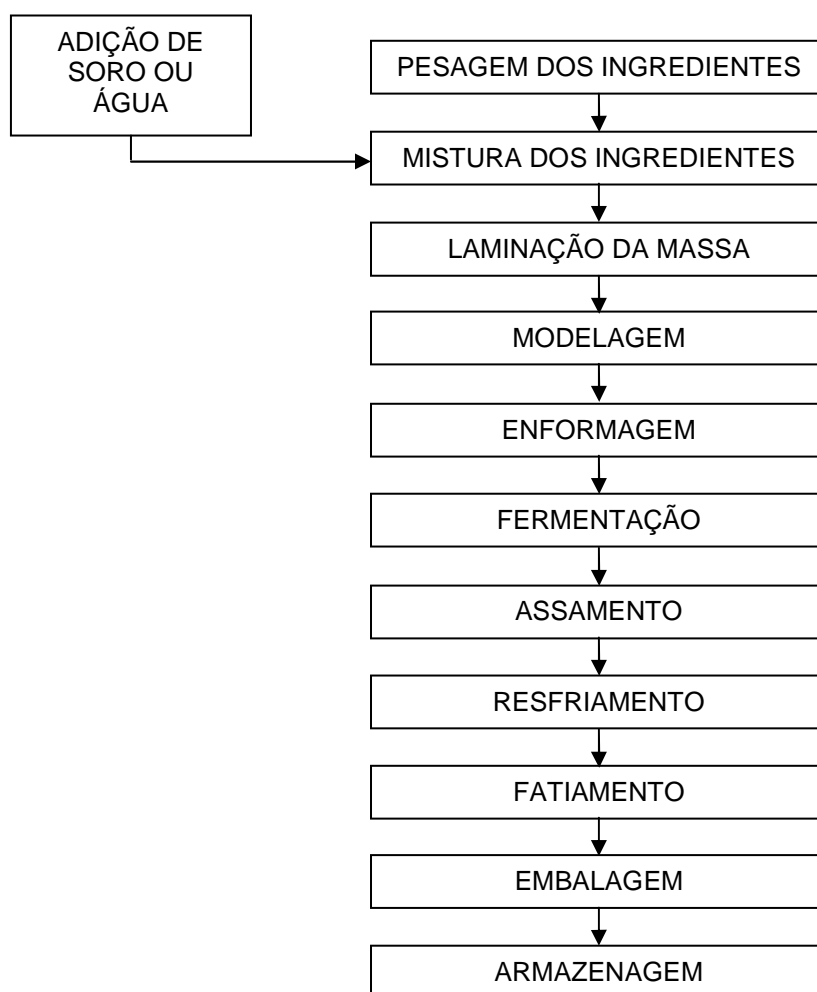 ADIÇÃO DE
SORO OU
ÁGUA
PESAGEM DOS INGREDIENTES
MISTURA DOS INGREDIENTES
LAMINAÇÃO DA MASSA
MODELAGEM
ENFORMAGEM
FERMENTAÇÃO
ASSAMENTO
RESFRIAMENTO
FATIAMENTO
EMBALAGEM
ARMAZENAGEM